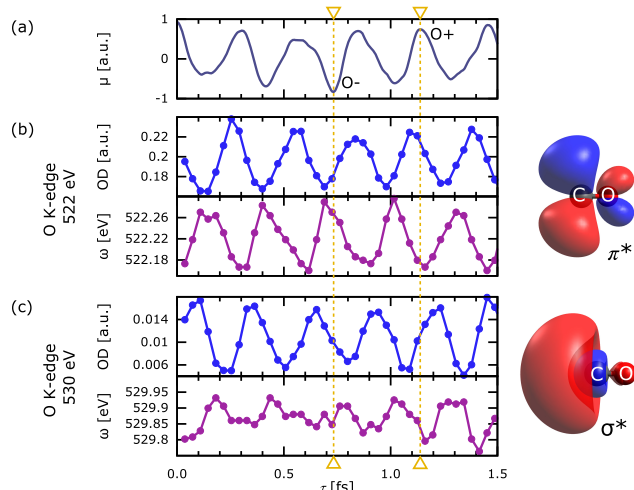 (a)
μ [a.u.]
1
0
-1
O-
O+
(b)
O K-edge
522 eV
OD [a.u.]
0.22
0.2
0.18
ω [eV]
522.26
522.22
522.18
C O
π*
(c)
O K-edge
530 eV
OD [a.u.]
0.014
0.01
0.006
ω [eV]
529.95
529.9
529.85
529.8
C O
σ*
0.0 0.5 1.0 1.5
τ [fs]